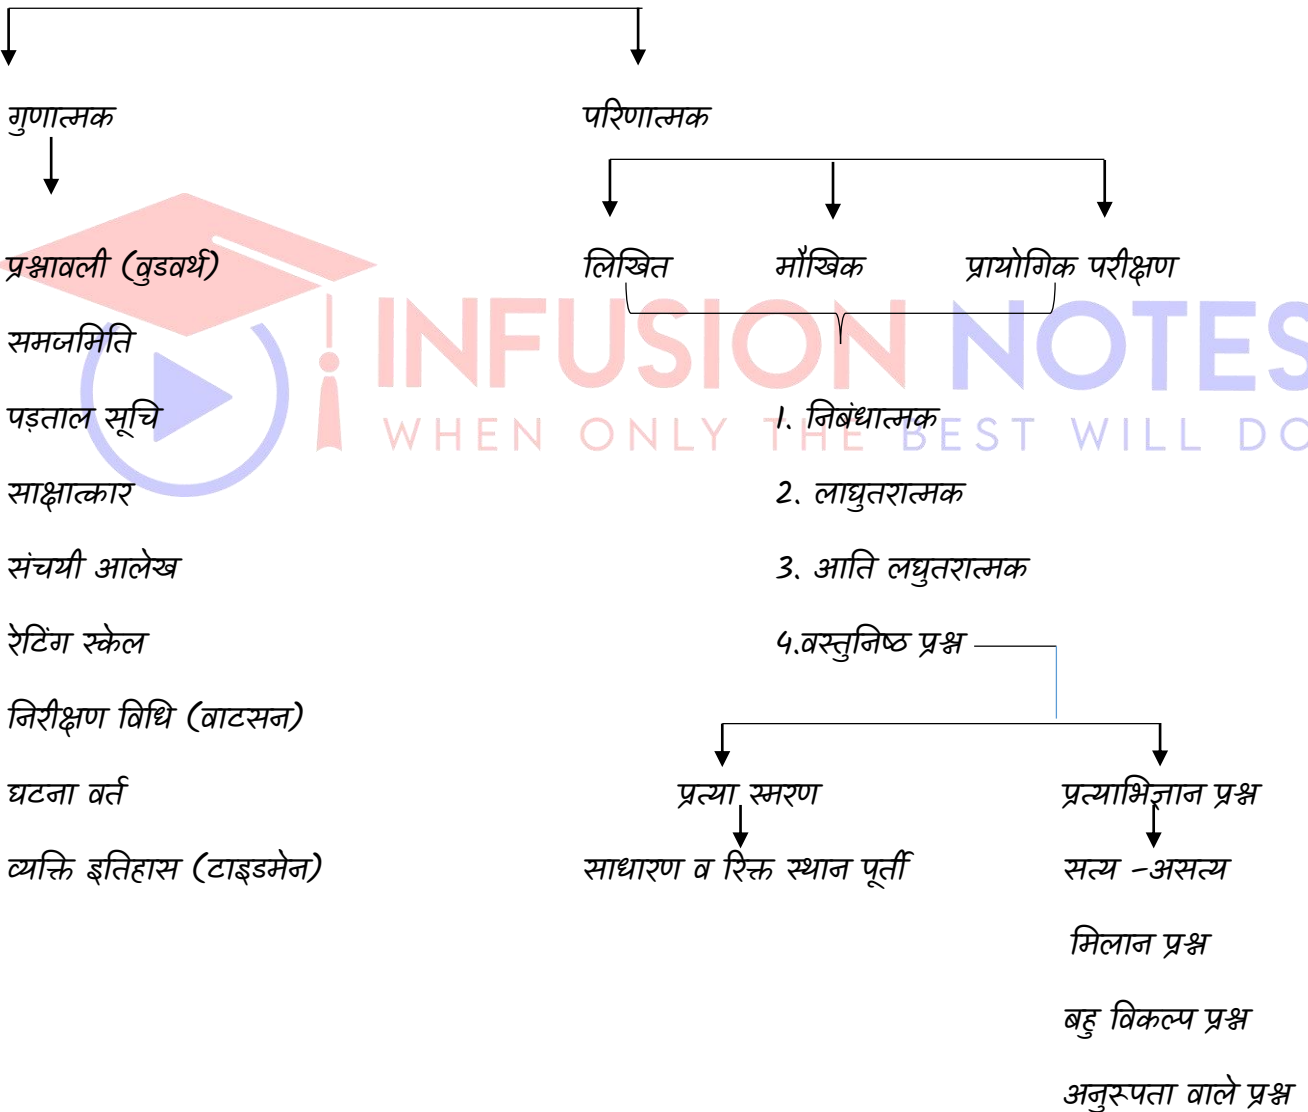 गुणात्मक
परिणात्मक
प्रश्नावली (वुडवर्थ)
लिखित
मौखिक
प्रायोगिक परीक्षण
समजमिति
INFUSION NOTES
WHEN ONLY THE BEST WILL DO
पड़ताल सूचि
1. निबंधात्मक
साक्षात्कार
2. लाघुतरात्मक
संचयी आलेख
3. आति लघुतरात्मक
रेटिंग स्केल
4.वस्तुनिष्ठ प्रश्न
निरीक्षण विधि (वाटसन)
घटना वर्त
प्रत्या स्मरण
प्रत्याभिज्ञान प्रश्न
व्यक्ति इतिहास (टाइडमेन)
साधारण व रिक्त स्थान पूर्ती
सत्य -असत्य
मिलान प्रश्न
बहु विकल्प प्रश्न
अनुरूपता वाले प्रश्न